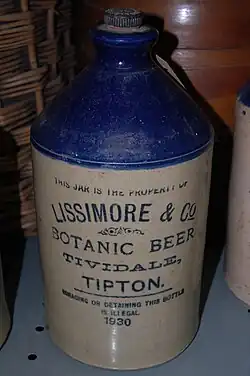 THIS JAR IS THE PROPERTY OF
LISSIMORE & Co
BOTANIC BEER
TIVIDALE,
TIPTON.
BREAKING OR DETAINING THIS BOTTLE
IS ILLEGAL
1930